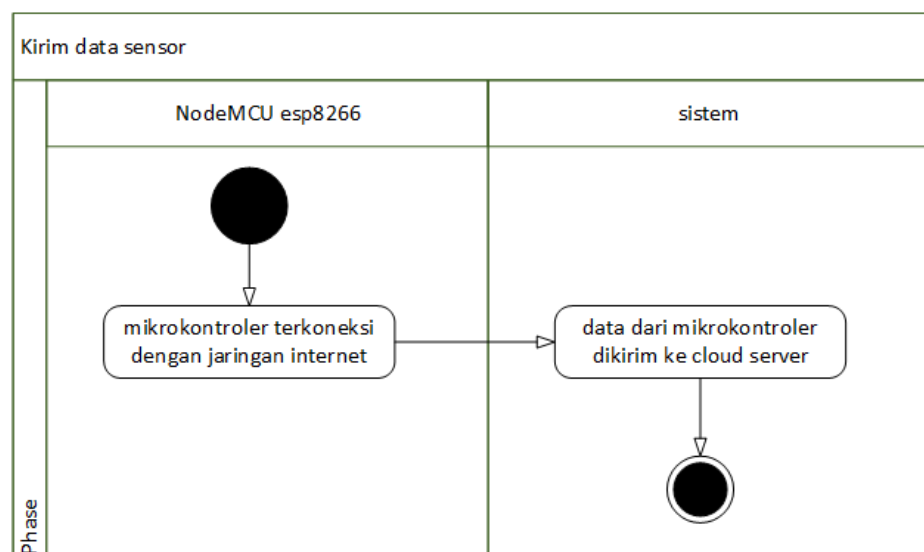 Kirim data sensor
NodeMCU esp8266
sistem
mikrokontroler terkoneksi
dengan jaringan internet
data dari mikrokontroler
dikirim ke cloud server
Phase